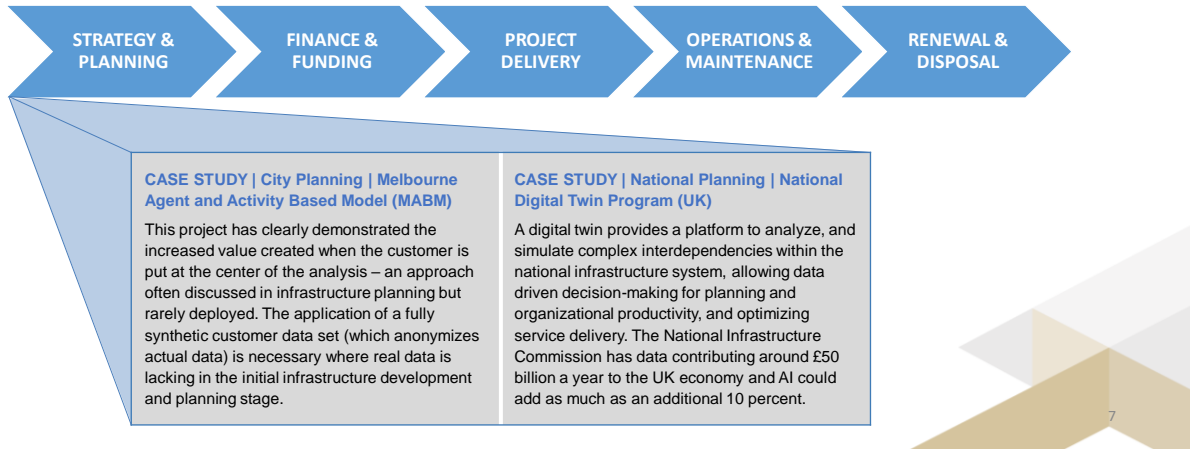 STRATEGY &
PLANNING
FINANCE &
FUNDING
PROJECT
DELIVERY
OPERATIONS &
MAINTENANCE
RENEWAL &
DISPOSAL
CASE STUDY | City Planning | Melbourne
Agent and Activity Based Model (MABM)
This project has clearly demonstrated the
increased value created when the customer is
put at the center of the analysis – an approach
often discussed in infrastructure planning but
rarely deployed. The application of a fully
synthetic customer data set (which anonymizes
actual data) is necessary where real data is
lacking in the initial infrastructure development
and planning stage.
CASE STUDY | National Planning | National
Digital Twin Program (UK)
A digital twin provides a platform to analyze, and
simulate complex interdependencies within the
national infrastructure system, allowing data
driven decision-making for planning and
organizational productivity, and optimizing
service delivery. The National Infrastructure
Commission has data contributing around £50
billion a year to the UK economy and AI could
add as much as an additional 10 percent.
7